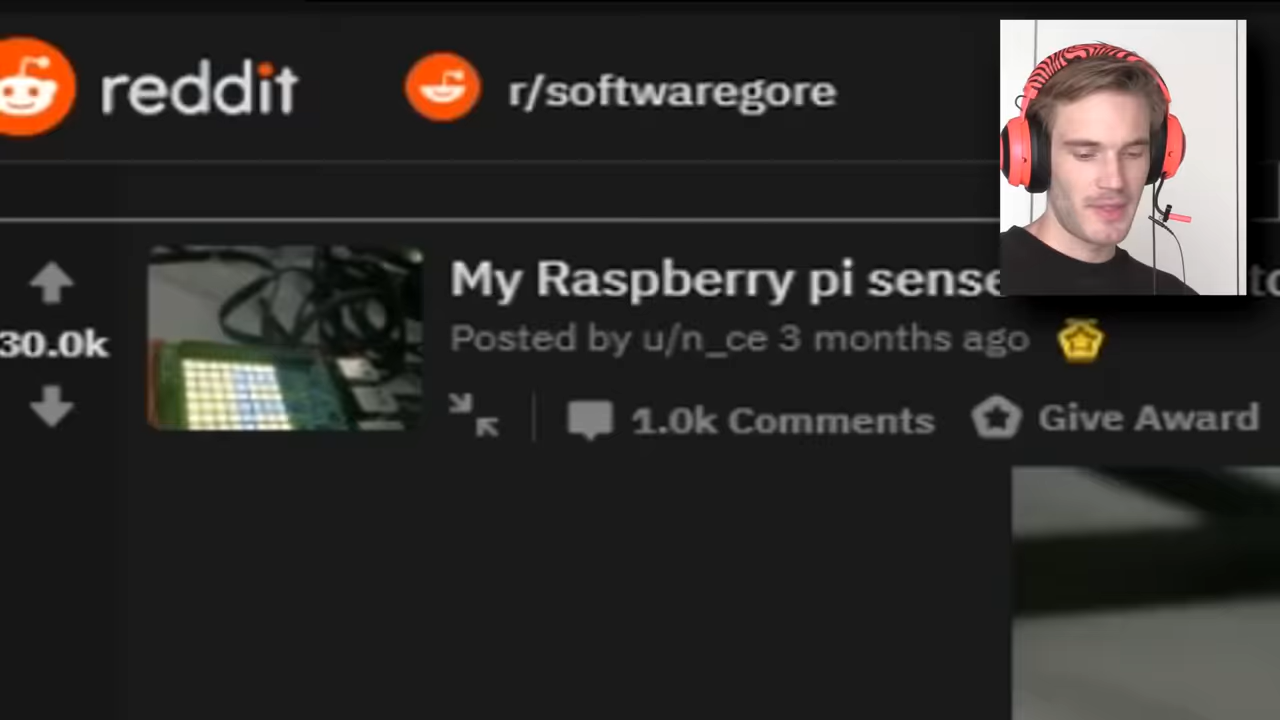 reddit
r/softwaregore
My Raspberry pi sense
Posted by u/n_ce 3 months ago
30.0k
1.0k Comments
Give Award